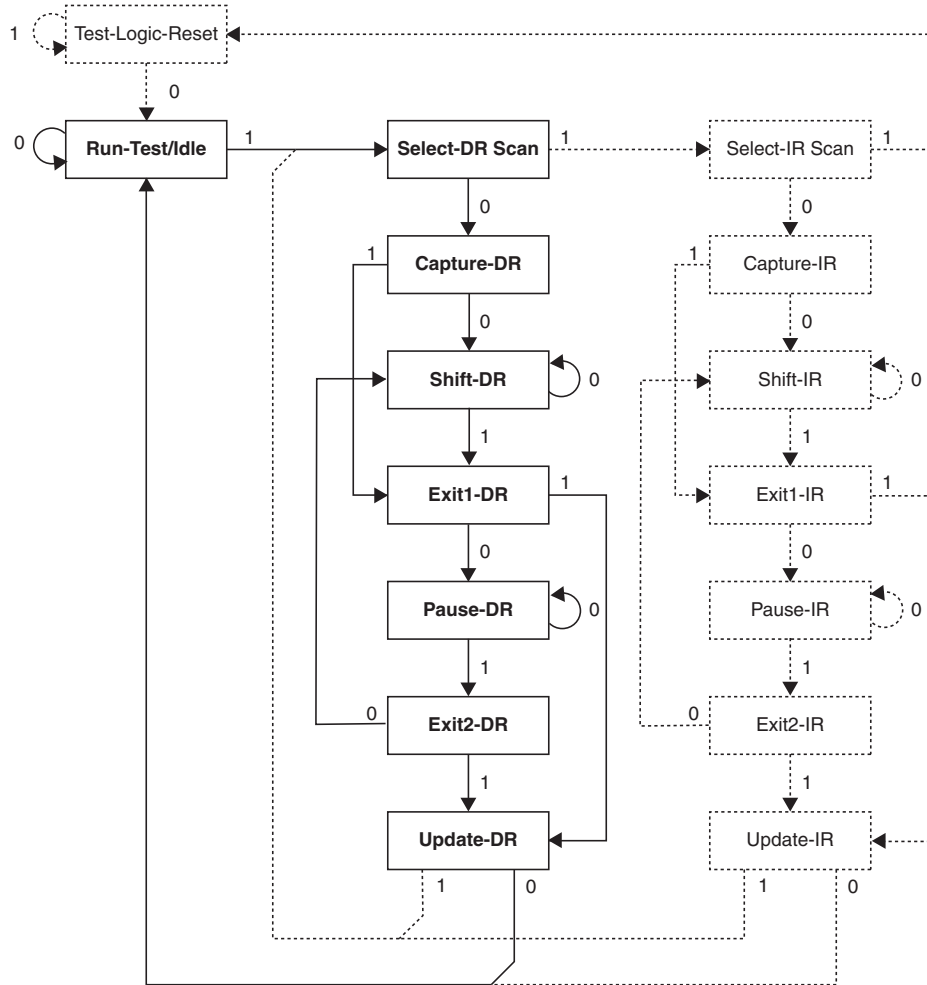 1
Test-Logic-Reset
0
0
Run-Test/Idle
1
Select-DR Scan
1
Select-IR Scan
1
0
0
1
Capture-DR
1
Capture-IR
0
0
Shift-DR
0
Shift-IR
0
1
1
Exit1-DR
1
Exit1-IR
1
0
0
Pause-DR
0
Pause-IR
0
1
1
0
Exit2-DR
0
Exit2-IR
1
1
Update-DR
Update-IR
1
0
1
0